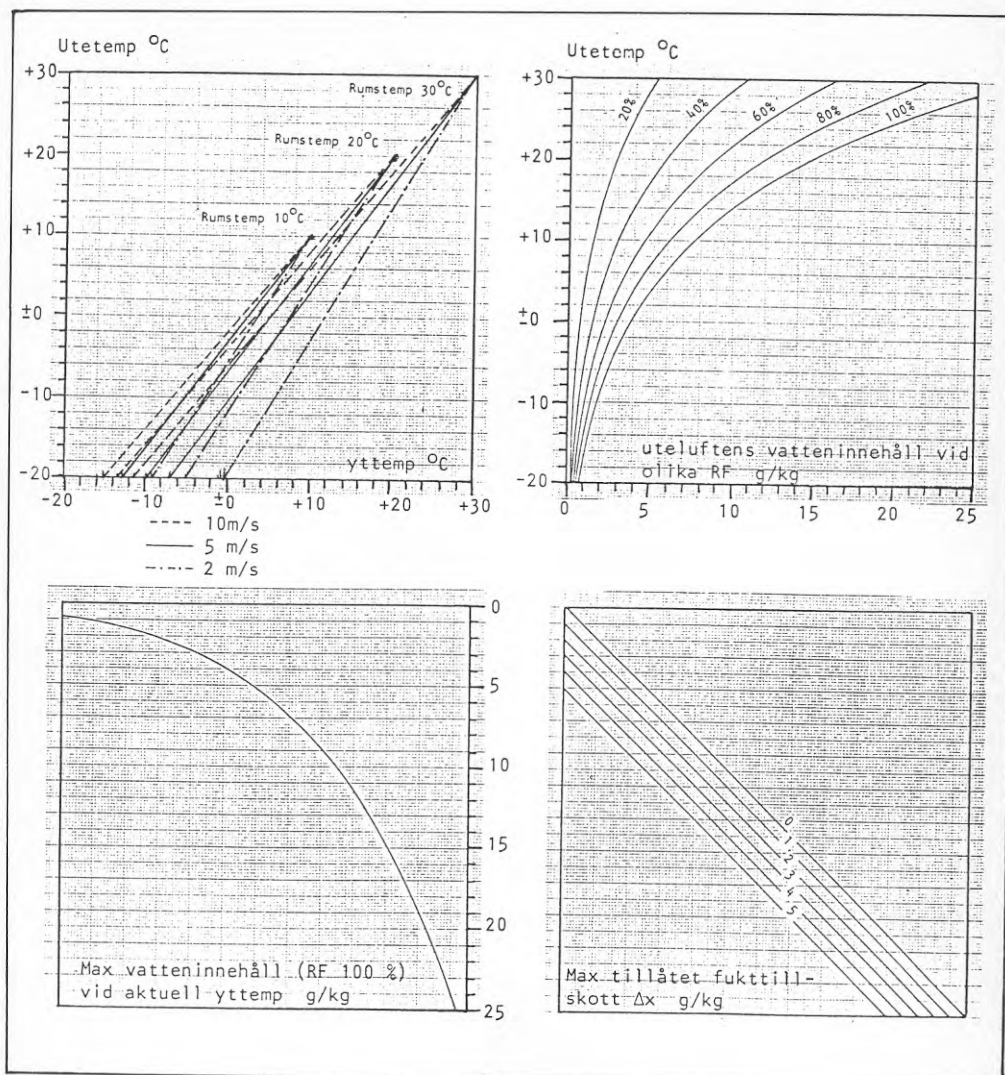 Utetemp °C
+30
+20
+10
±0
-10
-20
Rumstemp 30°C
Rumstemp 20°C
Rumstemp 10°C
yttemp °C
-20 -10 ±0 +10 +20 +30
---- 10m/s
—— 5 m/s
—·—·— 2 m/s
Utetemp °C
+30
+20
+10
±0
-10
-20
20% 40% 60% 80% 100%
uteluftens vatteninnehåll vid
olika RF g/kg
0 5 10 15 20 25
0
5
10
15
20
25
Max vatteninnehåll (RF 100 %)
vid aktuell yttemp g/kg
0
1
2
3
4
5
Max tillåtet fukttill-
skott Δx g/kg